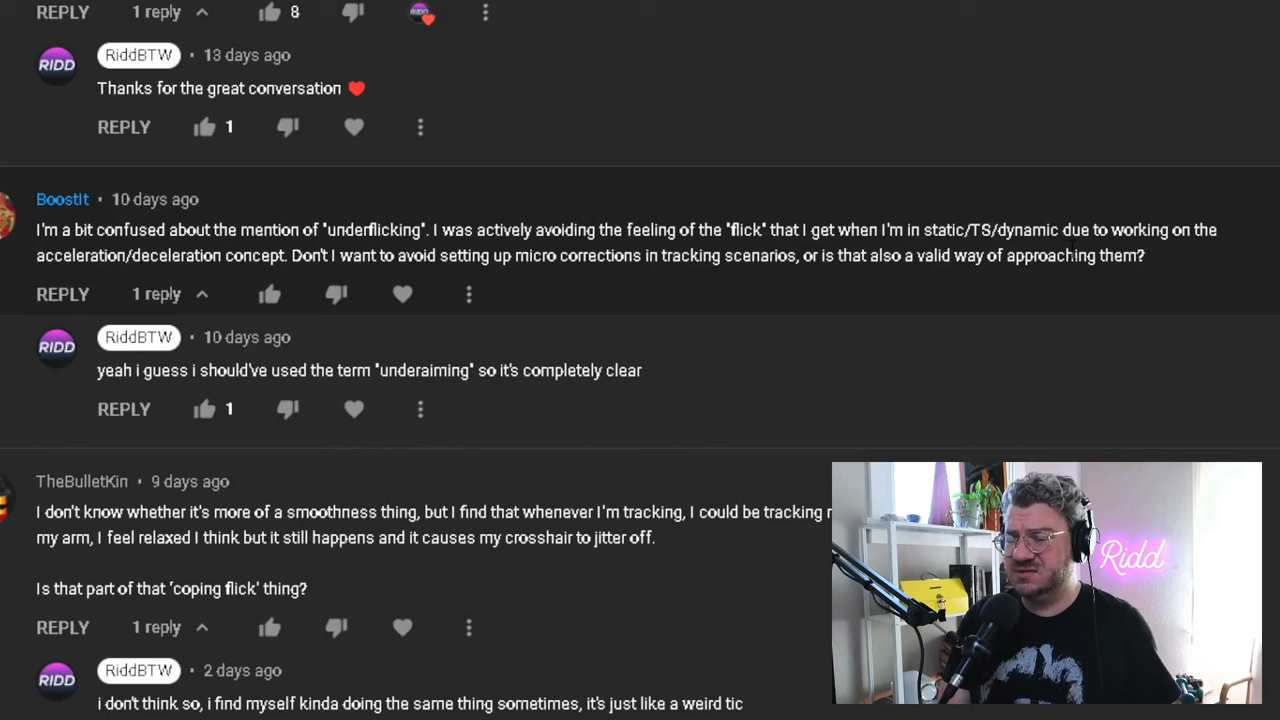 REPLY 1 reply 8
RIDD RiddBTW • 13 days ago
Thanks for the great conversation
REPLY 1
BoostIt • 10 days ago
I'm a bit confused about the mention of "underflicking". I was actively avoiding the feeling of the "flick" that I get when I'm in static/TS/dynamic due to working on the
acceleration/deceleration concept. Don't I want to avoid setting up micro corrections in tracking scenarios, or is that also a valid way of approaching them?
REPLY 1 reply
RIDD RiddBTW • 10 days ago
yeah i guess i should've used the term "underaiming" so it's completely clear
REPLY 1
TheBulletKin • 9 days ago
I don't know whether it's more of a smoothness thing, but I find that whenever I'm tracking, I could be tracking
my arm, I feel relaxed I think but it still happens and it causes my crosshair to jitter off.
Is that part of that 'coping flick' thing?
REPLY 1 reply
RIDD RiddBTW • 2 days ago
i don't think so, i find myself kinda doing the same thing sometimes, it's just like a weird tic
Ridd